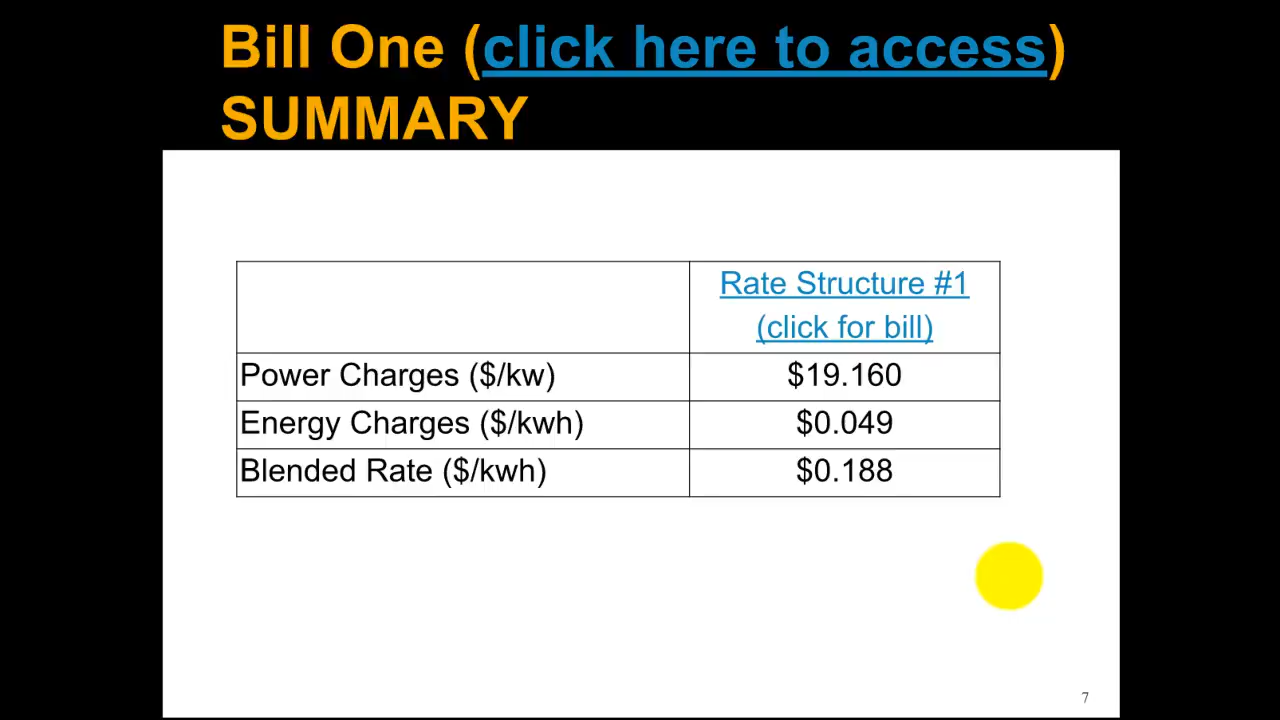 Bill One (click here to access)
SUMMARY
Rate Structure #1
(click for bill)
Power Charges ($/kw) $19.160
Energy Charges ($/kwh) $0.049
Blended Rate ($/kwh) $0.188
7